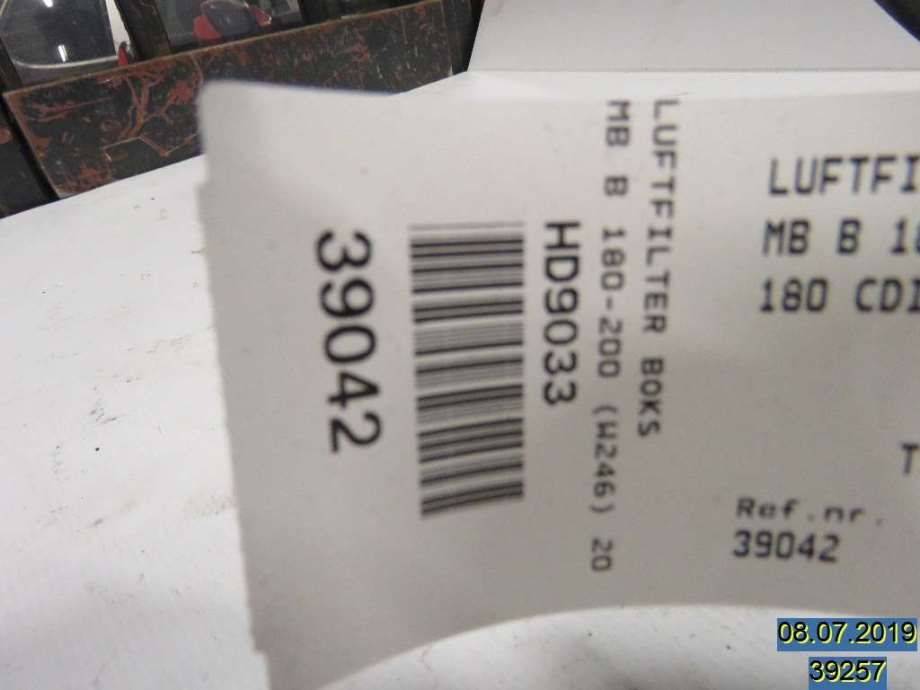 LUFTFILTER BOKS
MB B 180-200 (W246) 20
HD9033
39042
LUFTFI
MB B 18
180 CDI
T
Ref.nr.
39042
08.07.2019
39257